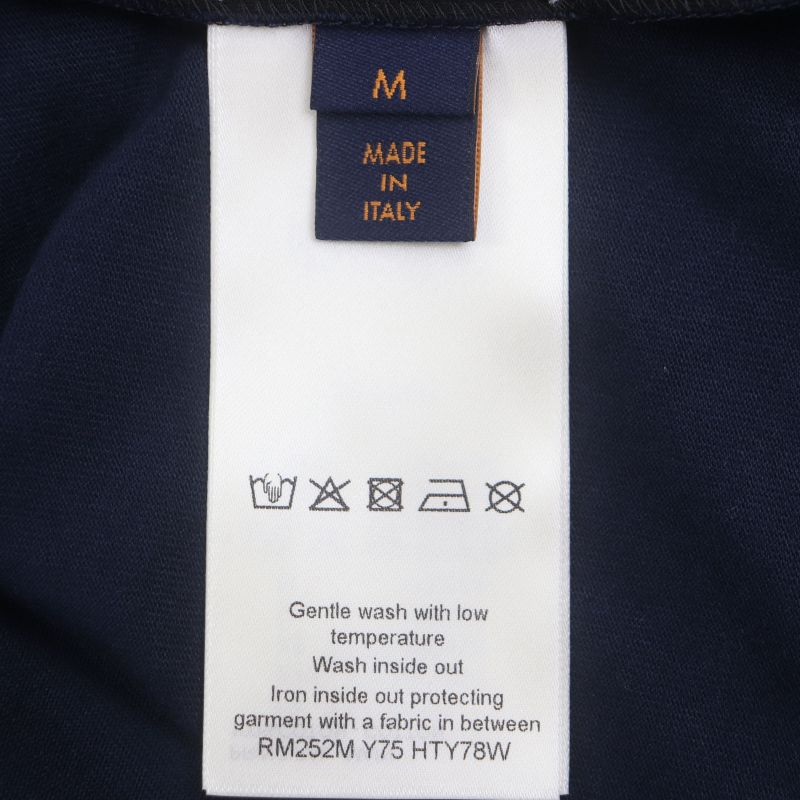 M
MADE
IN
ITALY
Gentle wash with low
temperature
Wash inside out
Iron inside out protecting
garment with a fabric in between
RM252M Y75 HTY78W